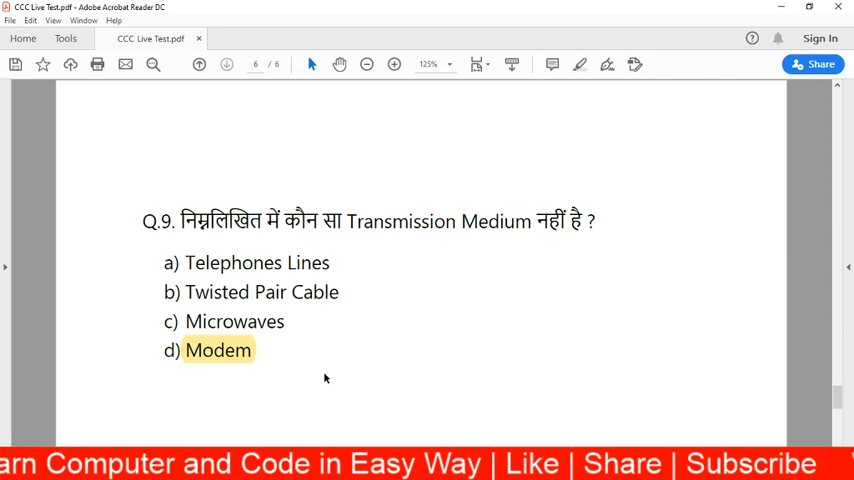 CCC Live Test.pdf - Adobe Acrobat Reader DC
File Edit View Window Help
Home Tools CCC Live Test.pdf × Sign In
6 / 6 125% Share
Q.9. निम्नलिखित में कौन सा Transmission Medium नहीं है ?
a) Telephones Lines
b) Twisted Pair Cable
c) Microwaves
d) Modem
arn Computer and Code in Easy Way | Like | Share | Subscribe